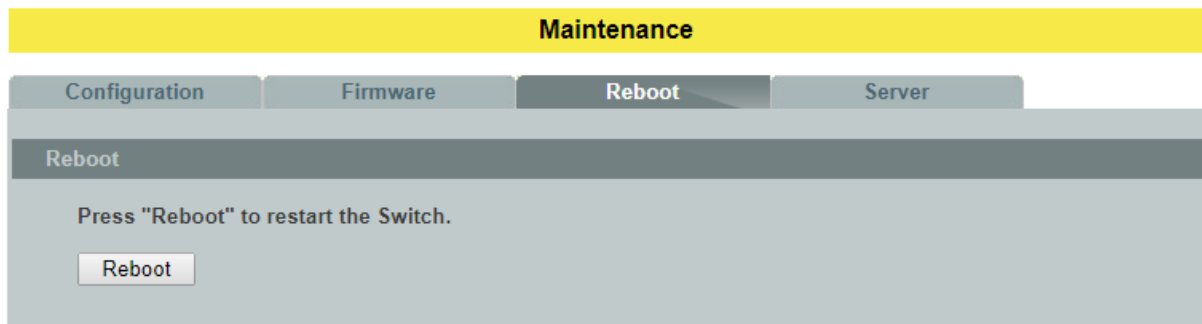 Maintenance
Configuration Firmware Reboot Server
Reboot
Press "Reboot" to restart the Switch.
Reboot